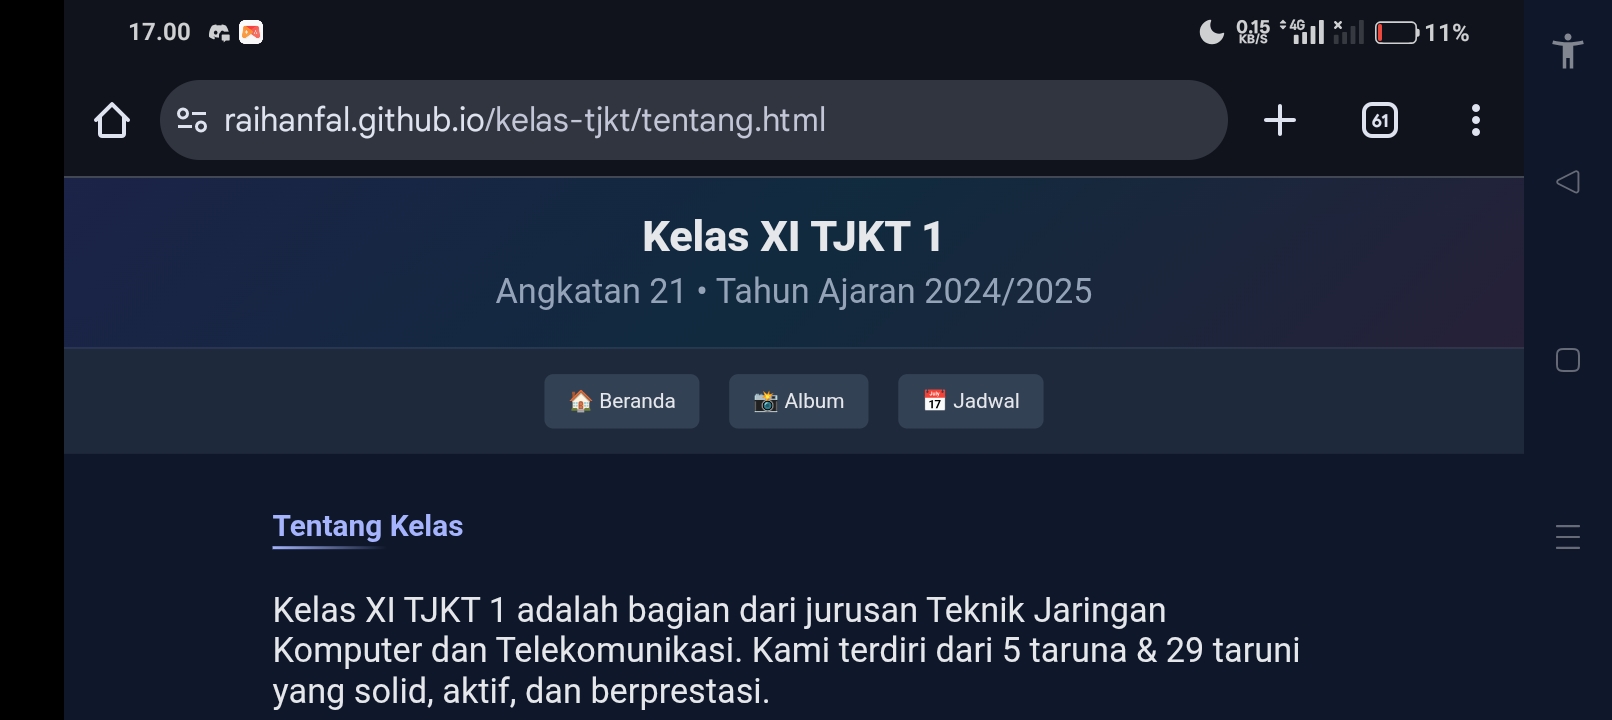 17.00
0.15 KB/S 4G 11%
raihanfal.github.io/kelas-tjkt/tentang.html
61
Kelas XI TJKT 1
Angkatan 21 • Tahun Ajaran 2024/2025
🏠 Beranda 📸 Album 📅 Jadwal
Tentang Kelas
Kelas XI TJKT 1 adalah bagian dari jurusan Teknik Jaringan
Komputer dan Telekomunikasi. Kami terdiri dari 5 taruna & 29 taruni
yang solid, aktif, dan berprestasi.